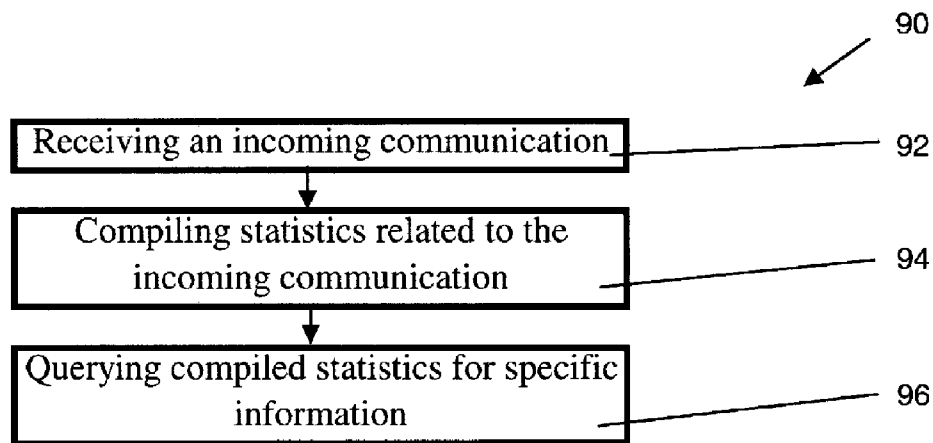 90
Receiving an incoming communication
92
Compiling statistics related to the
incoming communication
94
Querying compiled statistics for specific
information
96